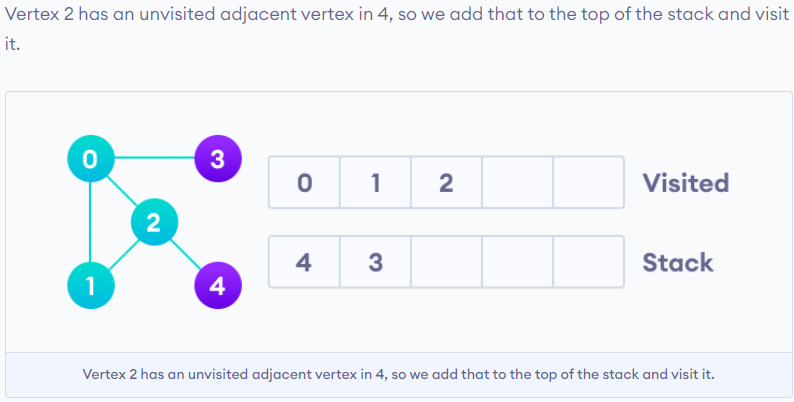 Vertex 2 has an unvisited adjacent vertex in 4, so we add that to the top of the stack and visit
it.
0 3
2
1 4
0 1 2 Visited
4 3 Stack
Vertex 2 has an unvisited adjacent vertex in 4, so we add that to the top of the stack and visit it.